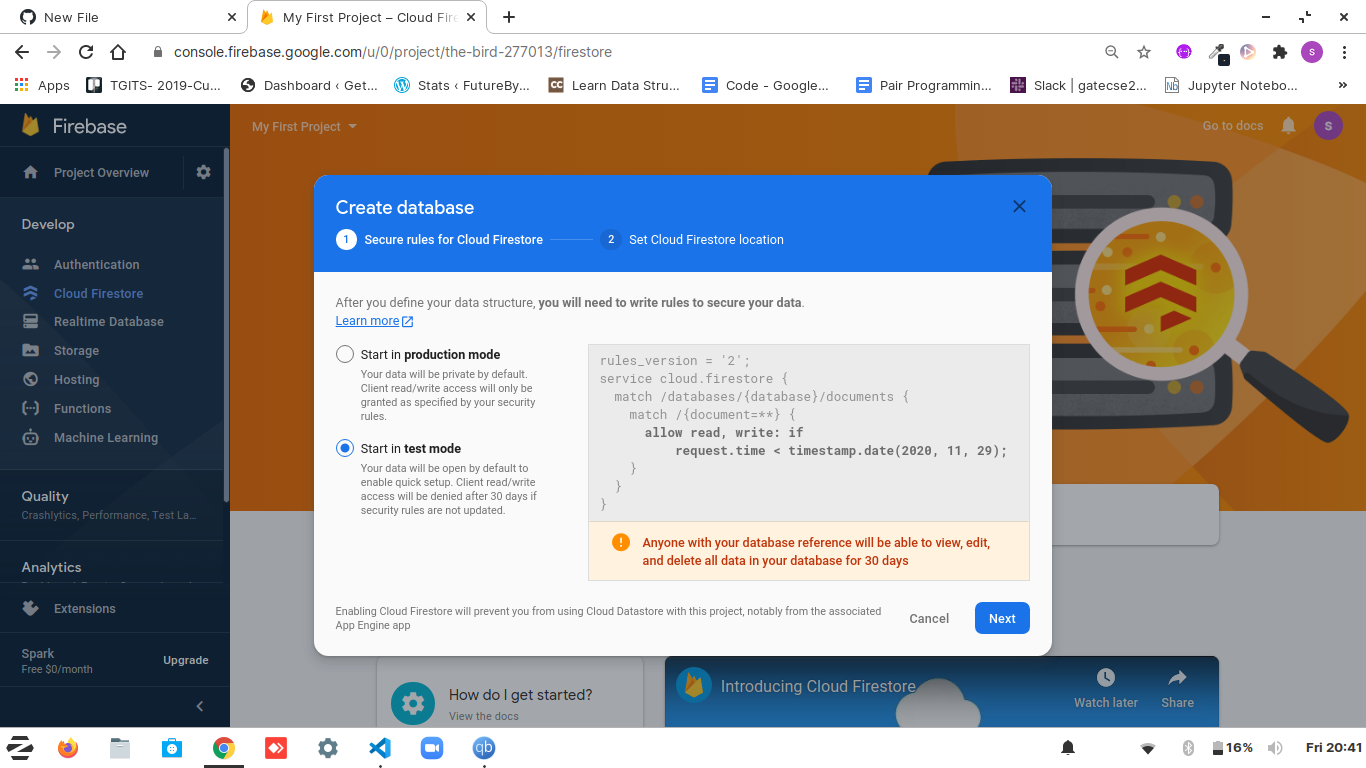 New File
My First Project – Cloud Fire
console.firebase.google.com/u/0/project/the-bird-277013/firestore
S
Apps
TGITS- 2019-Cu...
Dashboard ‹ Get...
Stats ‹ FutureBy...
CC
Learn Data Stru...
Code - Google...
Pair Programmin...
Slack | gatecse2...
Nb
Jupyter Notebo...
»
Firebase
My First Project
Go to docs
S
Project Overview
Develop
Authentication
Cloud Firestore
Realtime Database
Storage
Hosting
Functions
Machine Learning
Quality
Crashlytics, Performance, Test La...
Analytics
Extensions
Spark
Free $0/month
Upgrade
Create database
1 Secure rules for Cloud Firestore
2 Set Cloud Firestore location
After you define your data structure, you will need to write rules to secure your data.
Learn more
Start in production mode
Your data will be private by default.
Client read/write access will only be
granted as specified by your security
rules.
Start in test mode
Your data will be open by default to
enable quick setup. Client read/write
access will be denied after 30 days if
security rules are not updated.
rules_version = '2';
service cloud.firestore {
match /databases/{database}/documents {
match /{document=**} {
allow read, write: if
request.time < timestamp.date(2020, 11, 29);
}
}
}
Anyone with your database reference will be able to view, edit,
and delete all data in your database for 30 days
Enabling Cloud Firestore will prevent you from using Cloud Datastore with this project, notably from the associated
App Engine app
Cancel
Next
How do I get started?
View the docs
Introducing Cloud Firestore
Watch later
Share
qb
16%
Fri 20:41